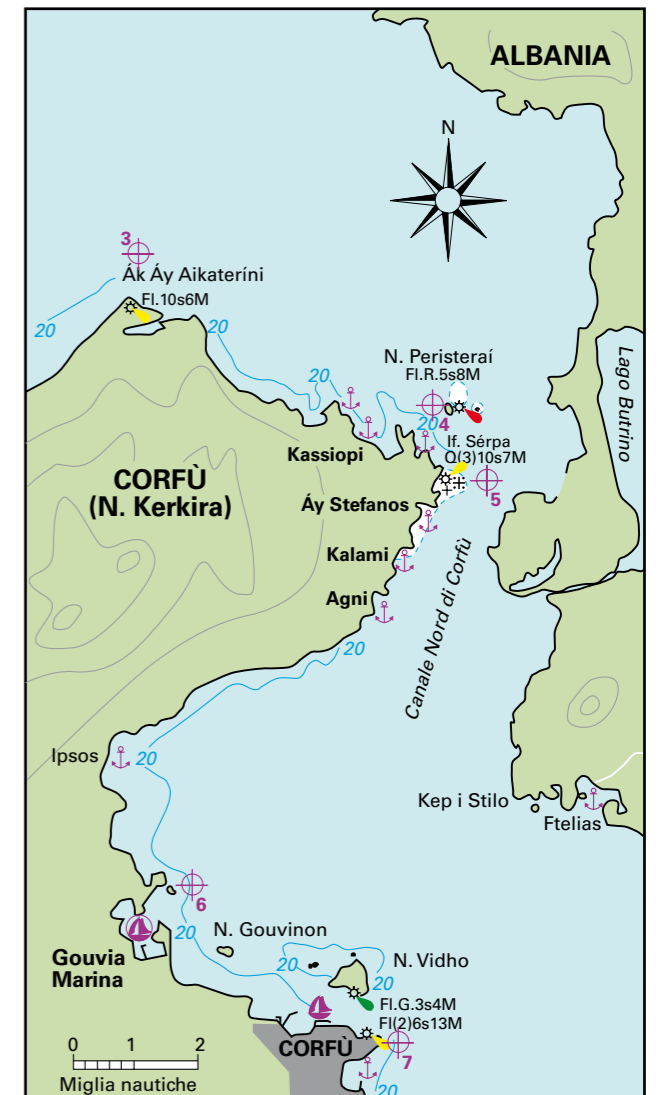 ALBANIA
N
3
Ák Áy Aikateríni
Fl.10s6M
20
20
N. Peristeraí
Fl.R.5s8M
20
4
20
If. Sérpa
Q(3)10s7M
5
Kassiopi
CORFÙ
(N. Kerkira)
Áy Stefanos
Kalami
Agni
Lago Butrino
Canale Nord di Corfù
20
Ipsos
20
Kep i Stilo
Ftelias
6
20
N. Gouvinon
Gouvia
Marina
20
N. Vidho
20
Fl.G.3s4M
Fl(2)6s13M
CORFÙ
7
20
0 1 2
Miglia nautiche